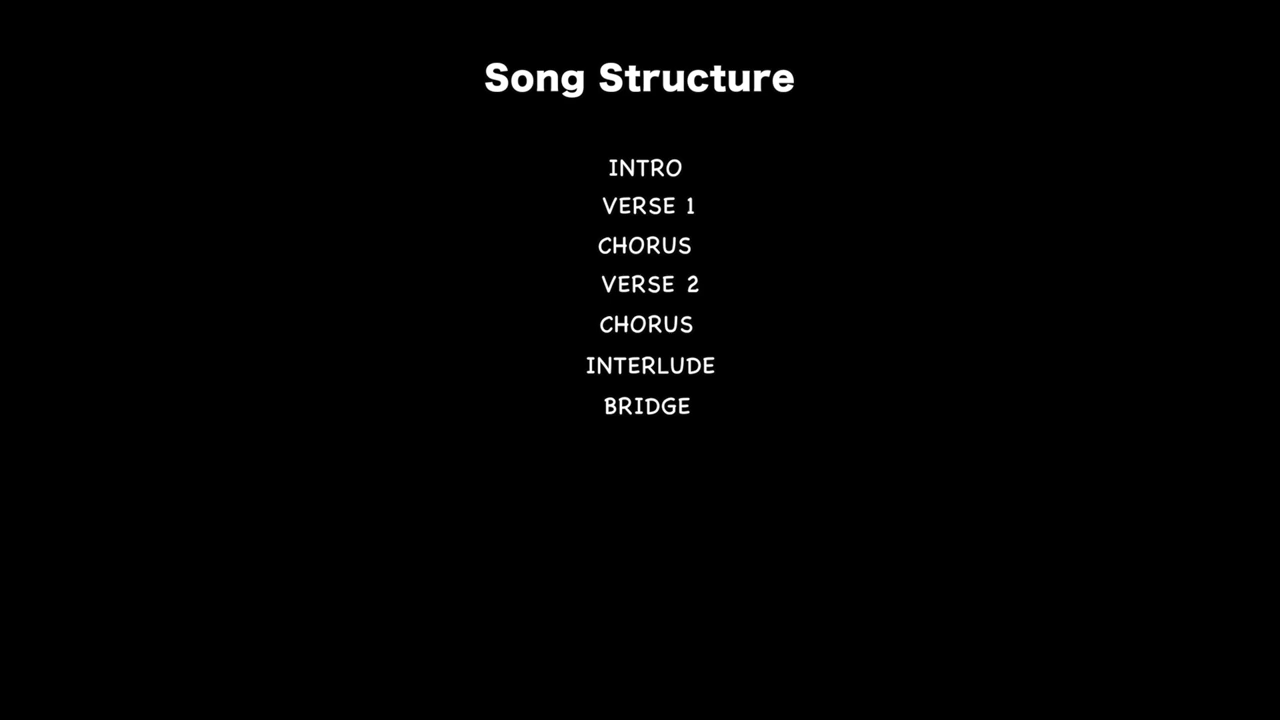 Song Structure
INTRO
VERSE 1
CHORUS
VERSE 2
CHORUS
INTERLUDE
BRIDGE